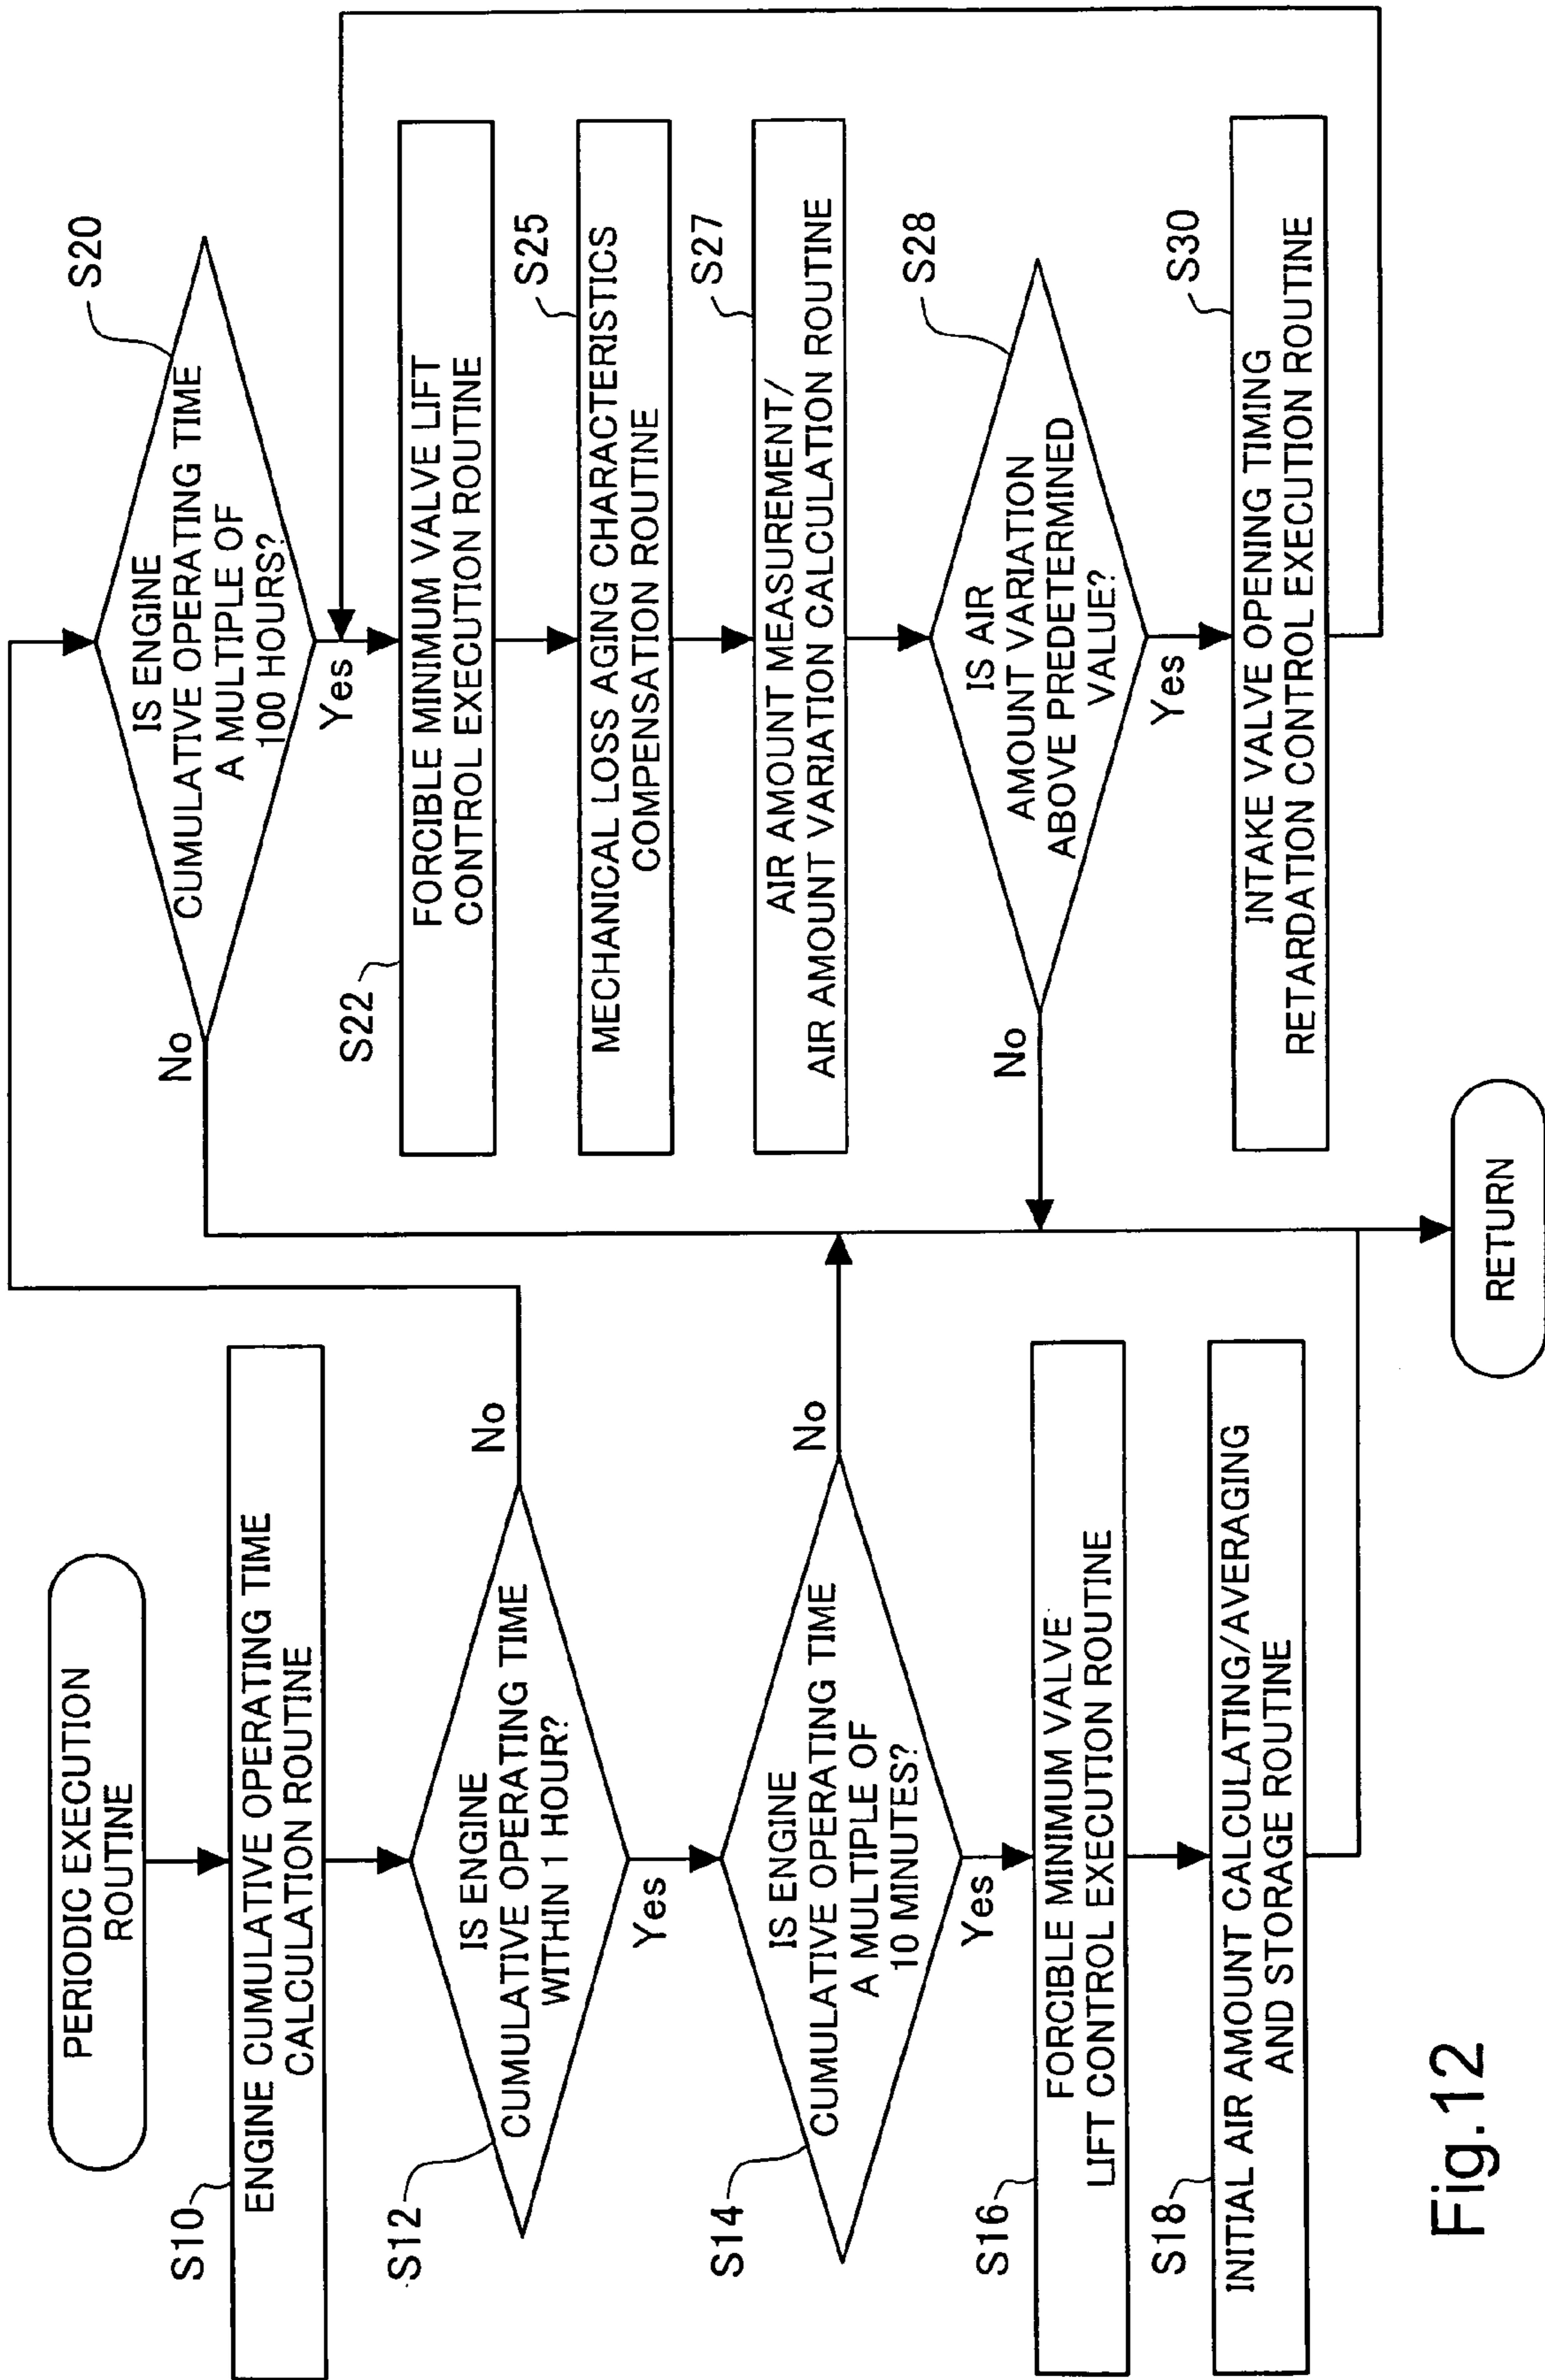 PERIODIC EXECUTION
ROUTINE
S10
ENGINE CUMULATIVE OPERATING TIME
CALCULATION ROUTINE
S12
IS ENGINE
CUMULATIVE OPERATING TIME
WITHIN 1 HOUR?
No
Yes
S14
IS ENGINE
CUMULATIVE OPERATING TIME
A MULTIPLE OF
10 MINUTES?
No
Yes
S16
FORCIBLE MINIMUM VALVE
LIFT CONTROL EXECUTION ROUTINE
S18
INITIAL AIR AMOUNT CALCULATING/AVERAGING
AND STORAGE ROUTINE
S20
IS ENGINE
CUMULATIVE OPERATING TIME
A MULTIPLE OF
100 HOURS?
No
Yes
S22
FORCIBLE MINIMUM VALVE LIFT
CONTROL EXECUTION ROUTINE
S25
MECHANICAL LOSS AGING CHARACTERISTICS
COMPENSATION ROUTINE
S27
AIR AMOUNT MEASUREMENT/
AIR AMOUNT VARIATION CALCULATION ROUTINE
S28
IS AIR
AMOUNT VARIATION
ABOVE PREDETERMINED
VALUE?
No
Yes
S30
INTAKE VALVE OPENING TIMING
RETARDATION CONTROL EXECUTION ROUTINE
RETURN
Fig.12